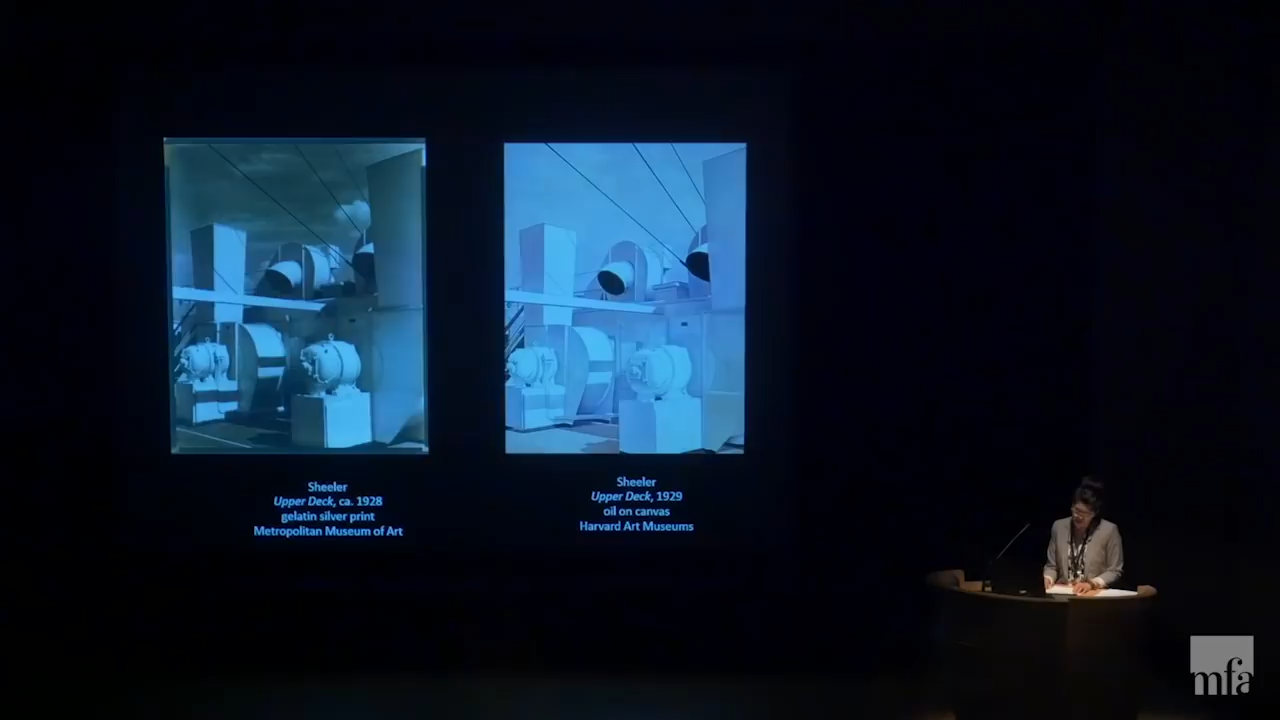 Sheeler
Upper Deck, ca. 1928
gelatin silver print
Metropolitan Museum of Art
Sheeler
Upper Deck, 1929
oil on canvas
Harvard Art Museums
mfa